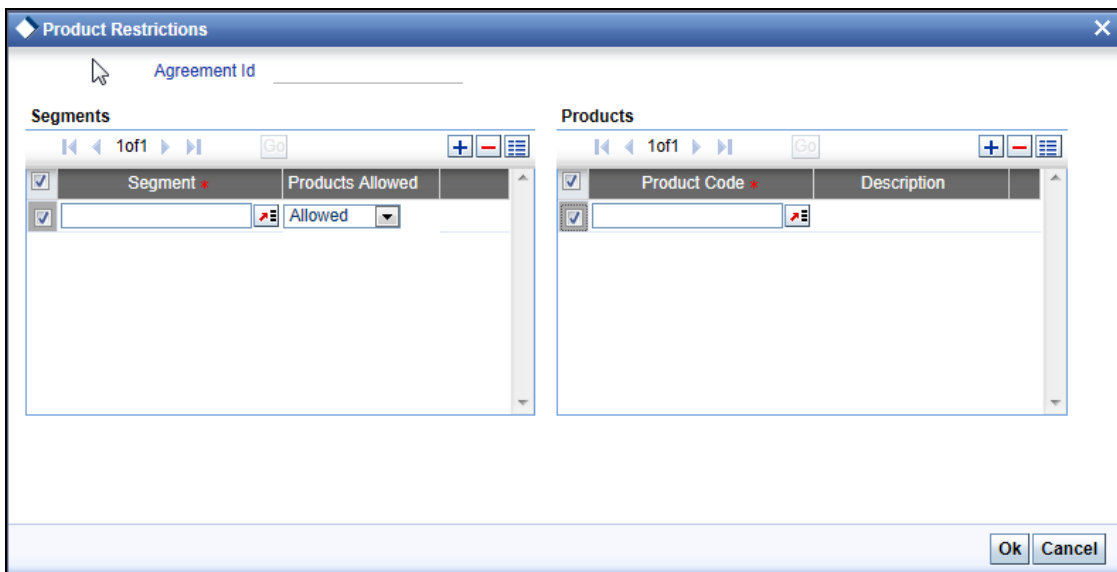 Product Restrictions
Agreement Id
Segments
1of1 Go
Segment * Products Allowed
Allowed
Products
1of1 Go
Product Code * Description
Ok Cancel